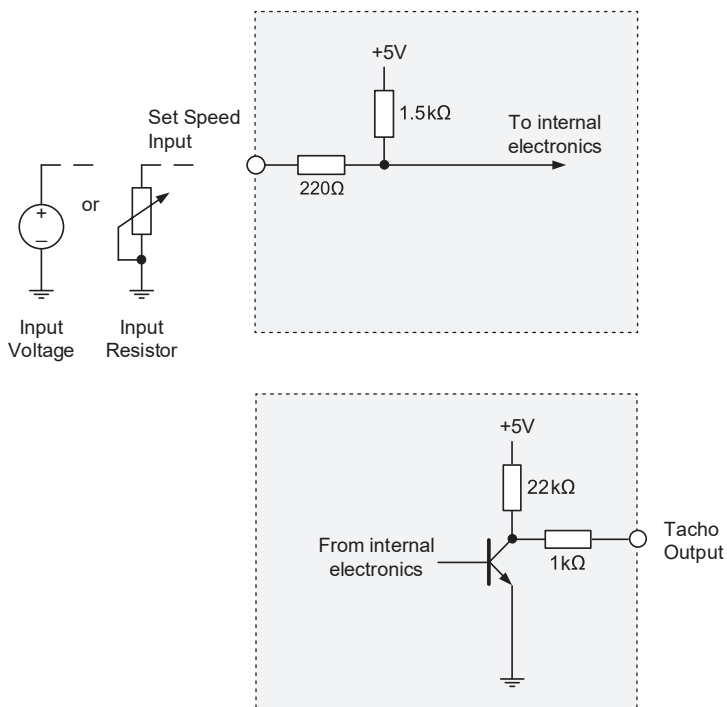 +5V
1.5kΩ
Set Speed
Input
To internal
electronics
220Ω
or
+
–
Input
Voltage
Input
Resistor
+5V
22kΩ
From internal
electronics
1kΩ
Tacho
Output